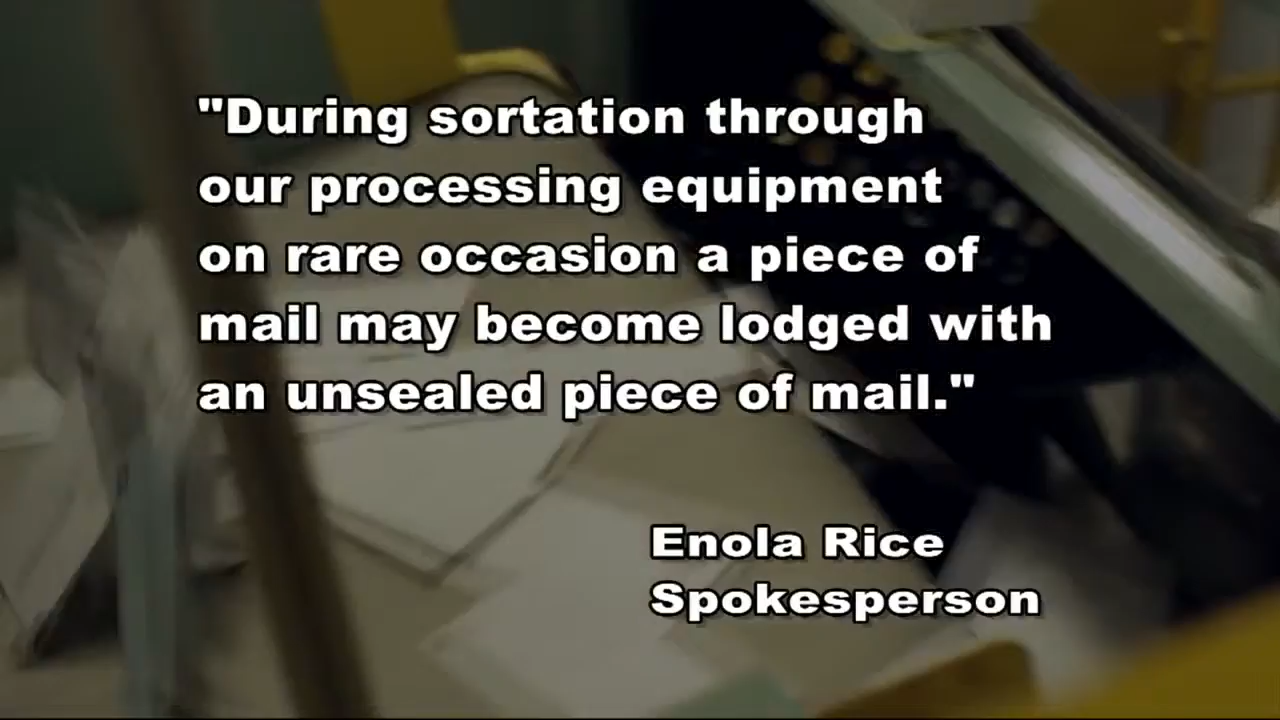 "During sortation through
our processing equipment
on rare occasion a piece of
mail may become lodged with
an unsealed piece of mail."
Enola Rice
Spokesperson